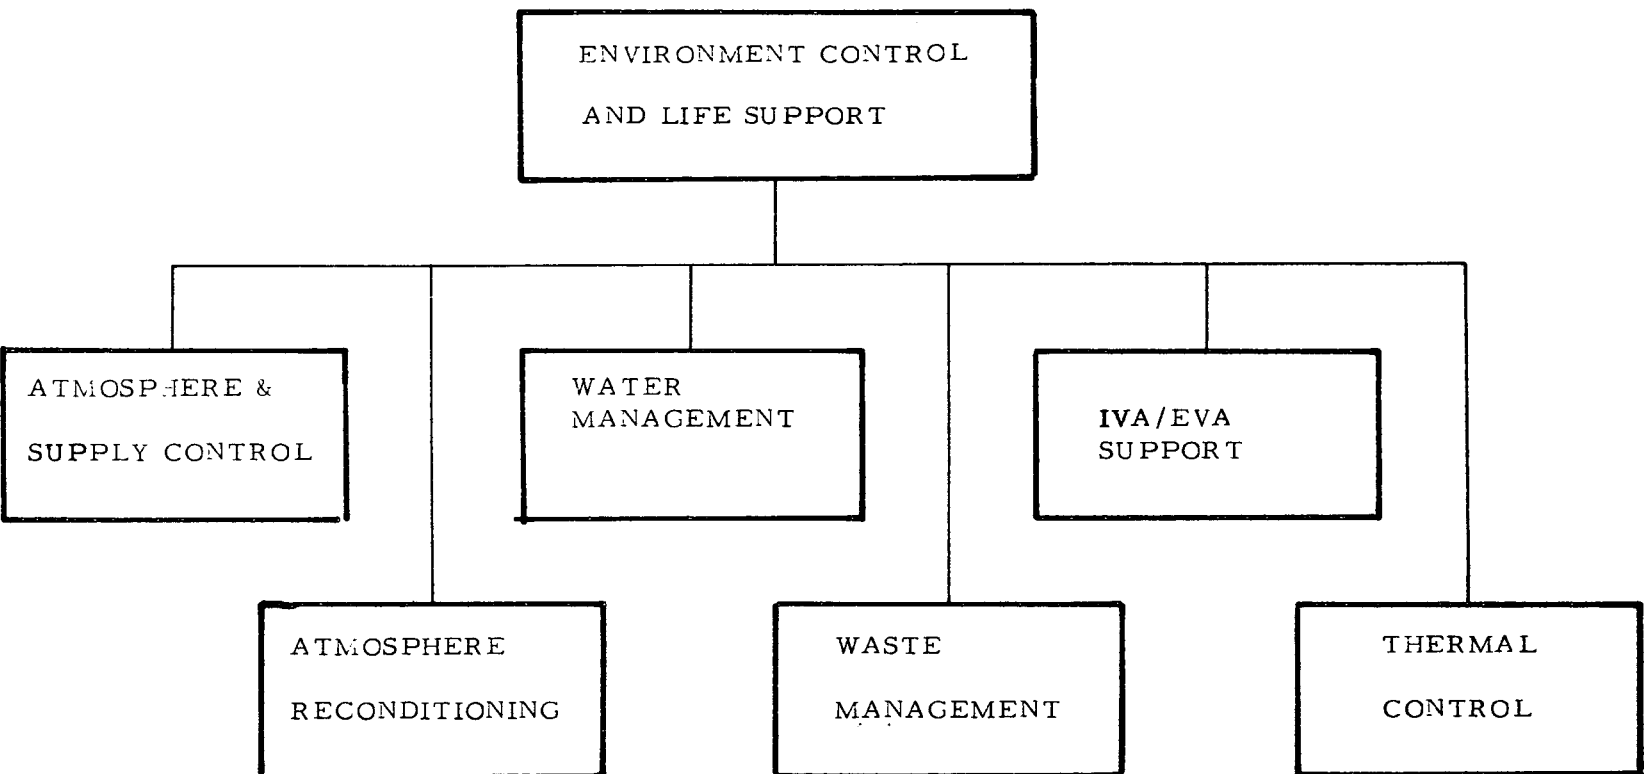 ENVIRONMENT CONTROL
AND LIFE SUPPORT
ATMOSPHERE &
SUPPLY CONTROL
WATER
MANAGEMENT
IVA/EVA
SUPPORT
ATMOSPHERE
RECONDITIONING
WASTE
MANAGEMENT
THERMAL
CONTROL